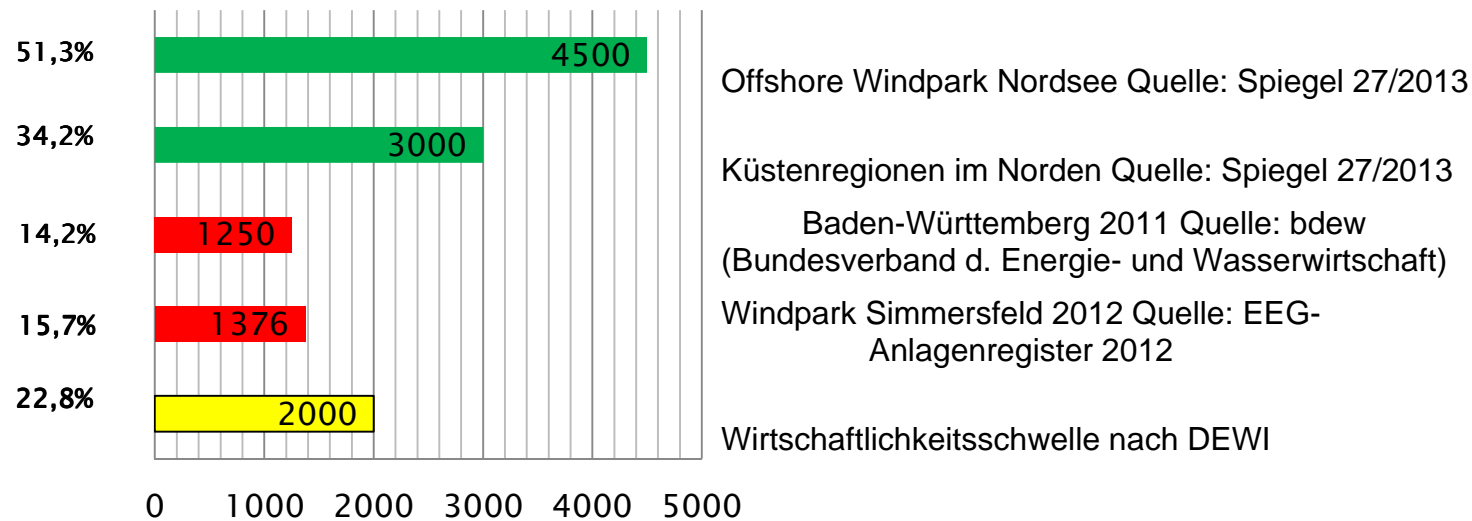 51,3%
4500
Offshore Windpark Nordsee Quelle: Spiegel 27/2013
34,2%
3000
Küstenregionen im Norden Quelle: Spiegel 27/2013
14,2%
1250
Baden-Württemberg 2011 Quelle: bdew
(Bundesverband d. Energie- und Wasserwirtschaft)
15,7%
1376
Windpark Simmersfeld 2012 Quelle: EEG-
Anlagenregister 2012
22,8%
2000
Wirtschaftlichkeitsschwelle nach DEWI
0 1000 2000 3000 4000 5000